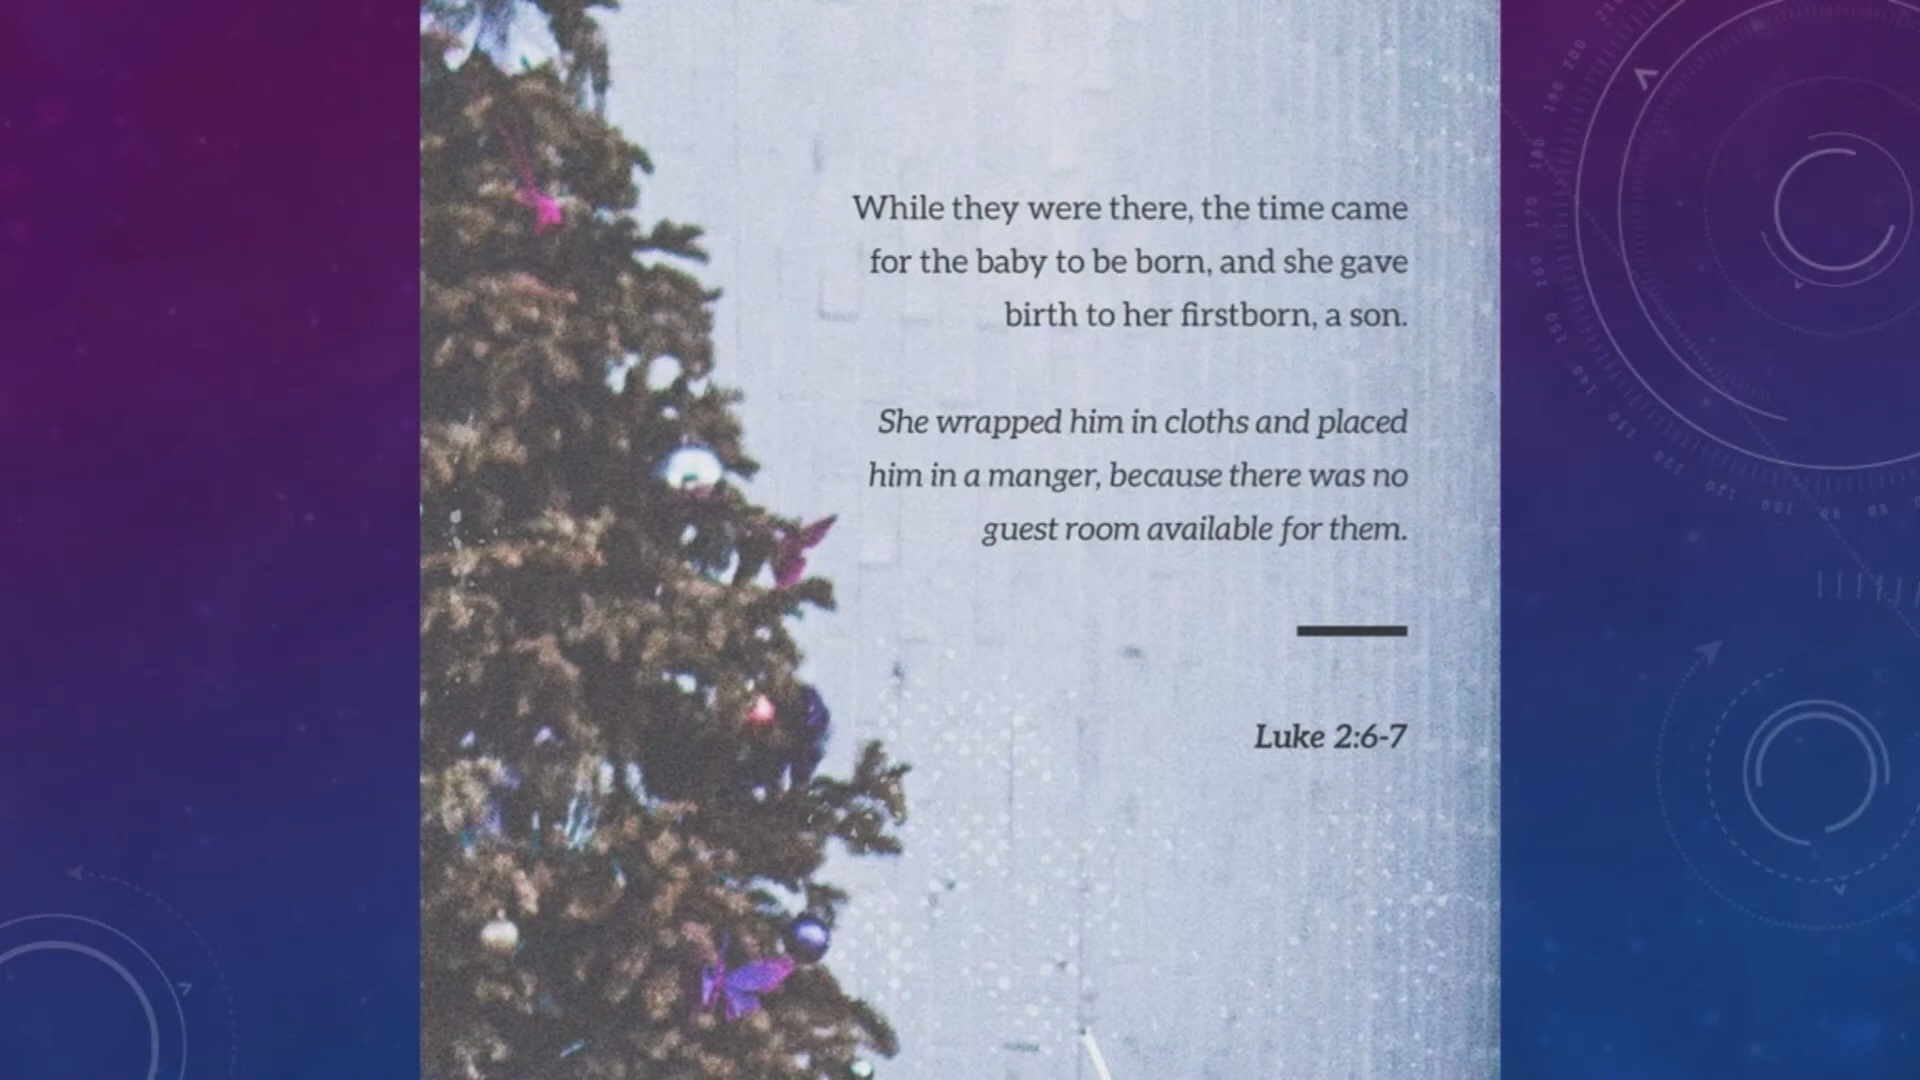 While they were there, the time came
for the baby to be born, and she gave
birth to her firstborn, a son.
She wrapped him in cloths and placed
him in a manger, because there was no
guest room available for them.
Luke 2:6-7